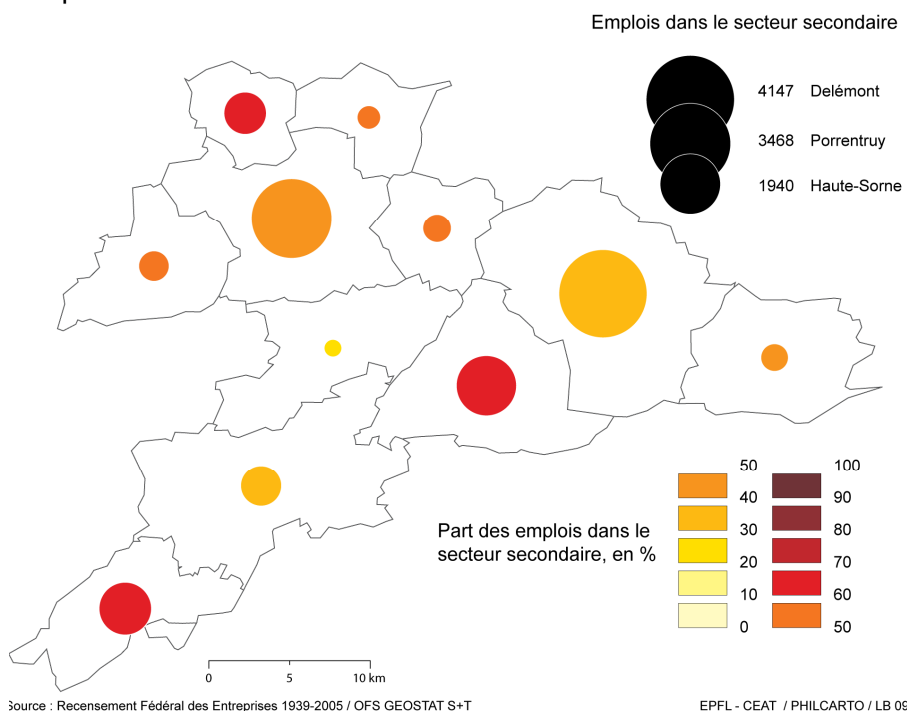 Emplois dans le secteur secondaire
4147 Delémont
3468 Porrentruy
1940 Haute-Sorne
Part des emplois dans le
secteur secondaire, en %
50 100
40 90
30 80
20 70
10 60
0 50
0 5 10 km
Source : Recensement Fédéral des Entreprises 1939-2005 / OFS GEOSTAT S+T
EPFL - CEAT / PHILCARTO / LB 09